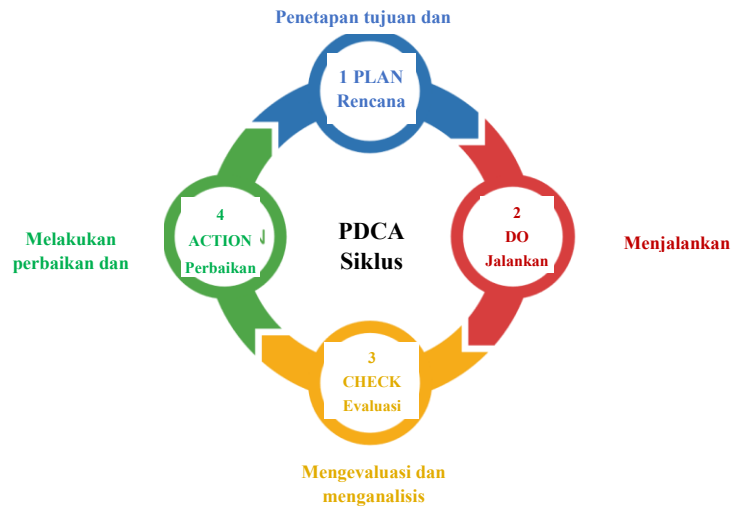 Penetapan tujuan dan
1 PLAN
Rencana
2
DO
Jalankan
Menjalankan
3
CHECK
Evaluasi
Mengevaluasi dan
menganalisis
4
ACTION
Perbaikan
Melakukan
perbaikan dan
PDCA
Siklus